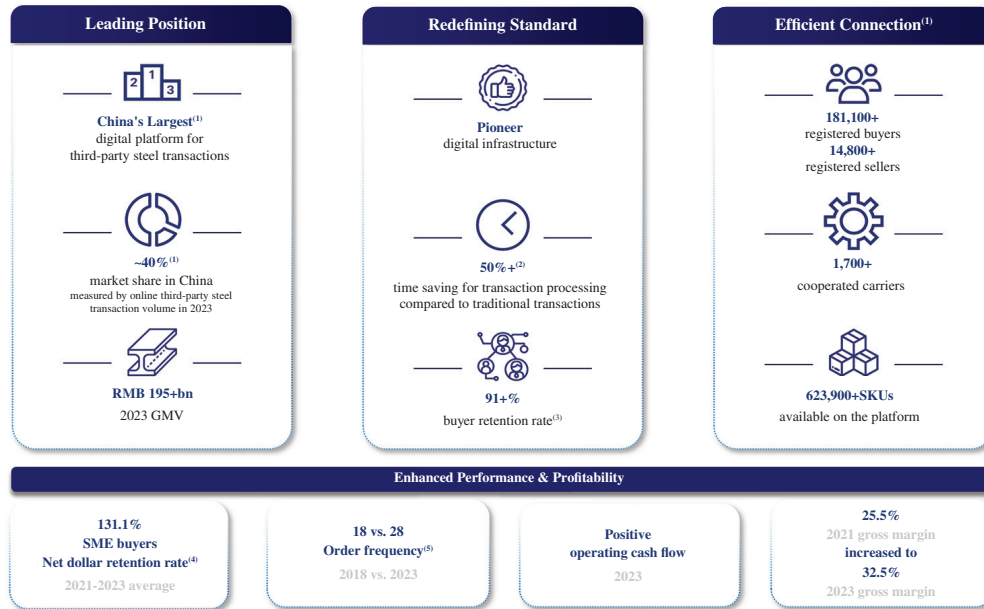 Leading Position
2 1 3
China's Largest(1)
digital platform for
third-party steel transactions
~40%(1)
market share in China
measured by online third-party steel
transaction volume in 2023
RMB 195+bn
2023 GMV
Redefining Standard
Pioneer
digital infrastructure
50%+(2)
time saving for transaction processing
compared to traditional transactions
91+%
buyer retention rate(3)
Efficient Connection(1)
181,100+
registered buyers
14,800+
registered sellers
1,700+
cooperated carriers
623,900+SKUs
available on the platform
Enhanced Performance & Profitability
131.1%
SME buyers
Net dollar retention rate(4)
2021-2023 average
18 vs. 28
Order frequency(5)
2018 vs. 2023
Positive
operating cash flow
2023
25.5%
2021 gross margin
increased to
32.5%
2023 gross margin